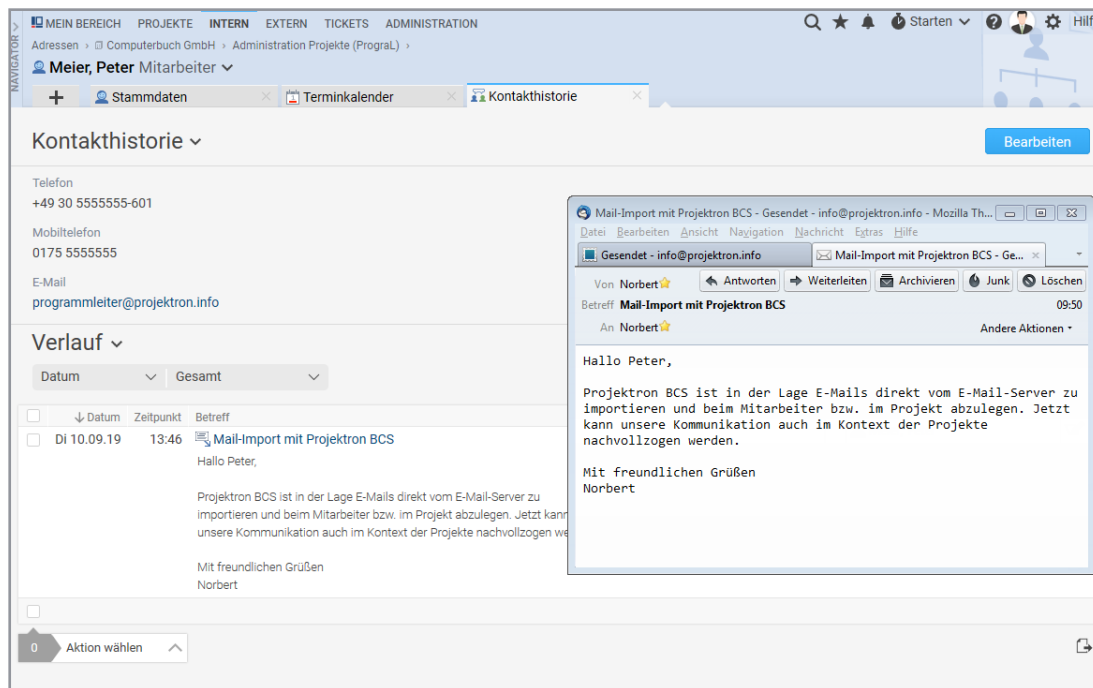 MEIN BEREICH PROJEKTE INTERN EXTERN TICKETS ADMINISTRATION Starten Hilf
NAVIGATOR
Adressen › Computerbuch GmbH › Administration Projekte (PrograL) ›
Meier, Peter Mitarbeiter
+ Stammdaten Terminkalender Kontakthistorie
Kontakthistorie
Bearbeiten
Telefon
+49 30 5555555-601
Mobiltelefon
0175 5555555
E-Mail
programmleiter@projektron.info
Verlauf
Datum Gesamt
Datum Zeitpunkt Betreff
Di 10.09.19 13:46 Mail-Import mit Projektron BCS
Hallo Peter,
Projektron BCS ist in der Lage E-Mails direkt vom E-Mail-Server zu
importieren und beim Mitarbeiter bzw. im Projekt abzulegen. Jetzt kann
unsere Kommunikation auch im Kontext der Projekte nachvollzogen we
Mit freundlichen Grüßen
Norbert
0 Aktion wählen
Mail-Import mit Projektron BCS - Gesendet - info@projektron.info - Mozilla Th...
Datei Bearbeiten Ansicht Navigation Nachricht Extras Hilfe
Gesendet - info@projektron.info Mail-Import mit Projektron BCS - Ge...
Von Norbert Antworten Weiterleiten Archivieren Junk Löschen
Betreff Mail-Import mit Projektron BCS 09:50
An Norbert Andere Aktionen
Hallo Peter,
Projektron BCS ist in der Lage E-Mails direkt vom E-Mail-Server zu
importieren und beim Mitarbeiter bzw. im Projekt abzulegen. Jetzt
kann unsere Kommunikation auch im Kontext der Projekte
nachvollzogen werden.
Mit freundlichen Grüßen
Norbert